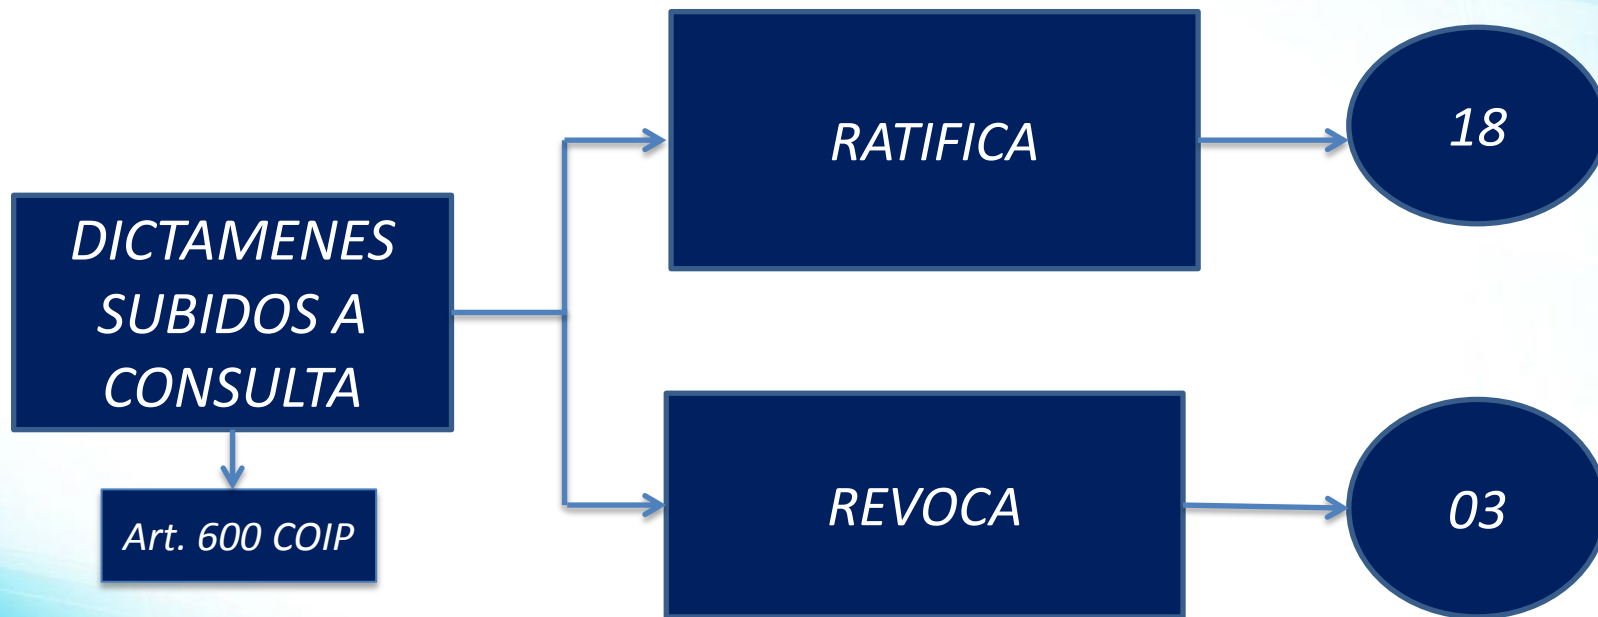 DICTAMENES
SUBIDOS A
CONSULTA
Art. 600 COIP
RATIFICA
18
REVOCA
03